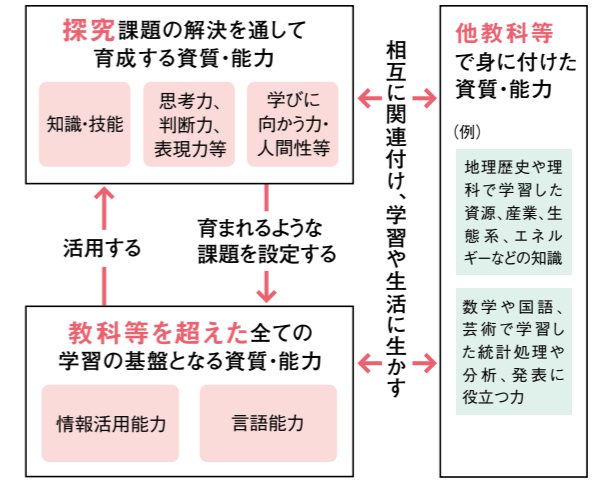 探究課題の解決を通して
育成する資質・能力
知識・技能
思考力、
判断力、
表現力等
学びに
向かう力・
人間性等
活用する
育まれるような
課題を設定する
教科等を超えた全ての
学習の基盤となる資質・能力
情報活用能力
言語能力
相互に関連付け、学習や生活に生かす
他教科等
で身に付けた
資質・能力
（例）
地理歴史や理
科で学習した
資源、産業、生
態系、エネル
ギーなどの知識
数学や国語、
芸術で学習し
た統計処理や
分析、発表に
役立つ力